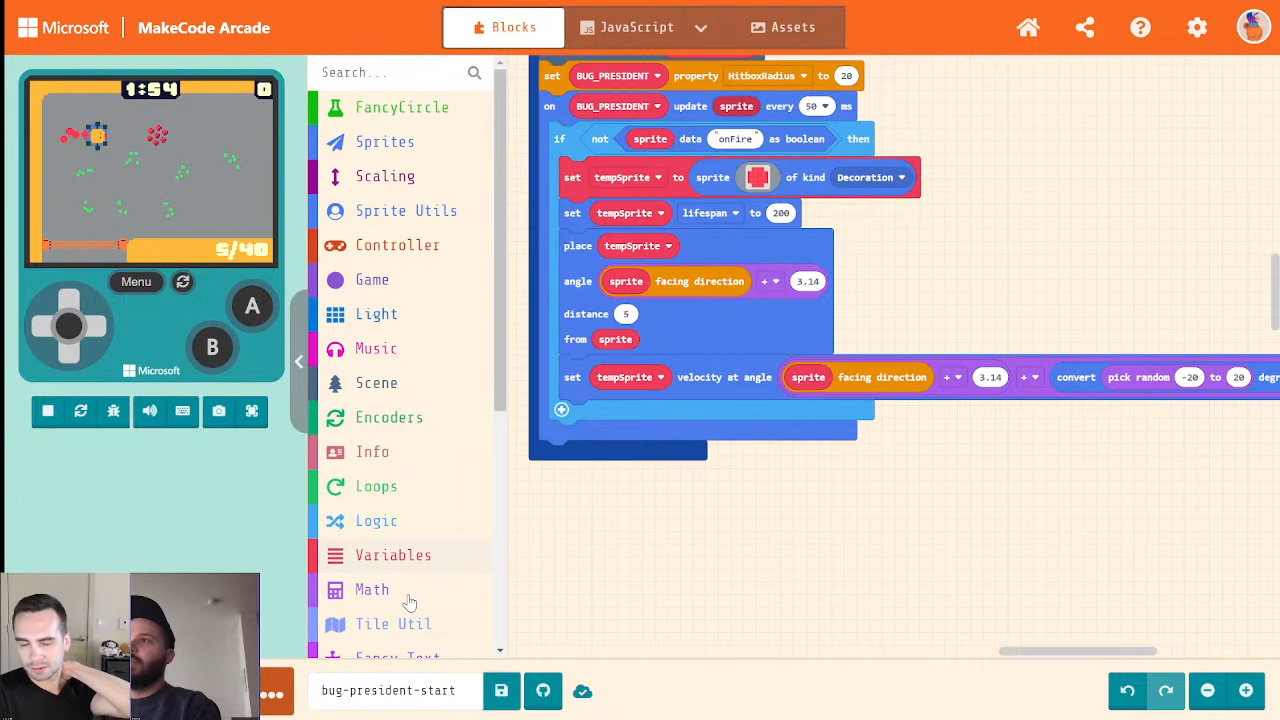 Microsoft
MakeCode Arcade
Blocks
JavaScript
Assets
1:54
0
5/40
Menu
A
B
Microsoft
Search...
FancyCircle
Sprites
Scaling
Sprite Utils
Controller
Game
Light
Music
Scene
Encoders
Info
Loops
Logic
Variables
Math
Tile Util
Fancy Text
set BUG_PRESIDENT property HitboxRadius to 20
on BUG_PRESIDENT update sprite every 50 ms
if not sprite data "onFire" as boolean then
set tempSprite to sprite of kind Decoration
set tempSprite lifespan to 200
place tempSprite
angle sprite facing direction + 3.14
distance 5
from sprite
set tempSprite velocity at angle sprite facing direction + 3.14 + convert pick random -20 to 20 degr
bug-president-start